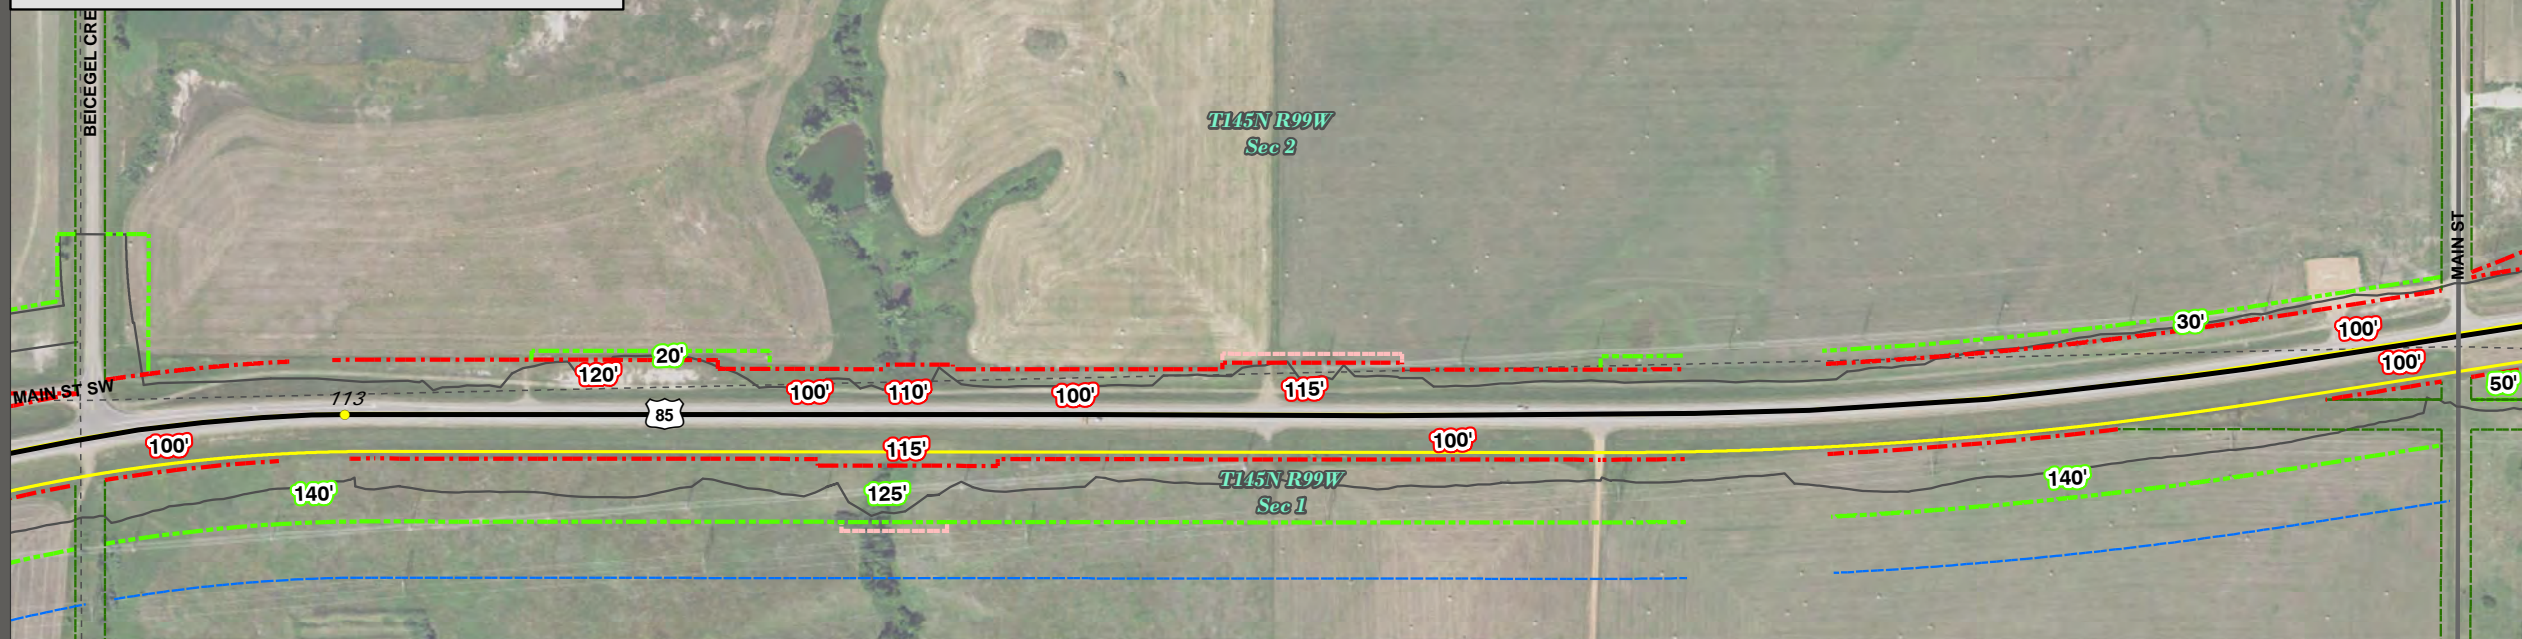 BEICEGEL CRE
T145N R99W
Sec 2
MAIN ST
30'
100'
100'
50'
20'
120'
100'
110'
100'
115'
MAIN ST SW
113
85
100'
115'
100'
140'
125'
T145N R99W
Sec 1
140'